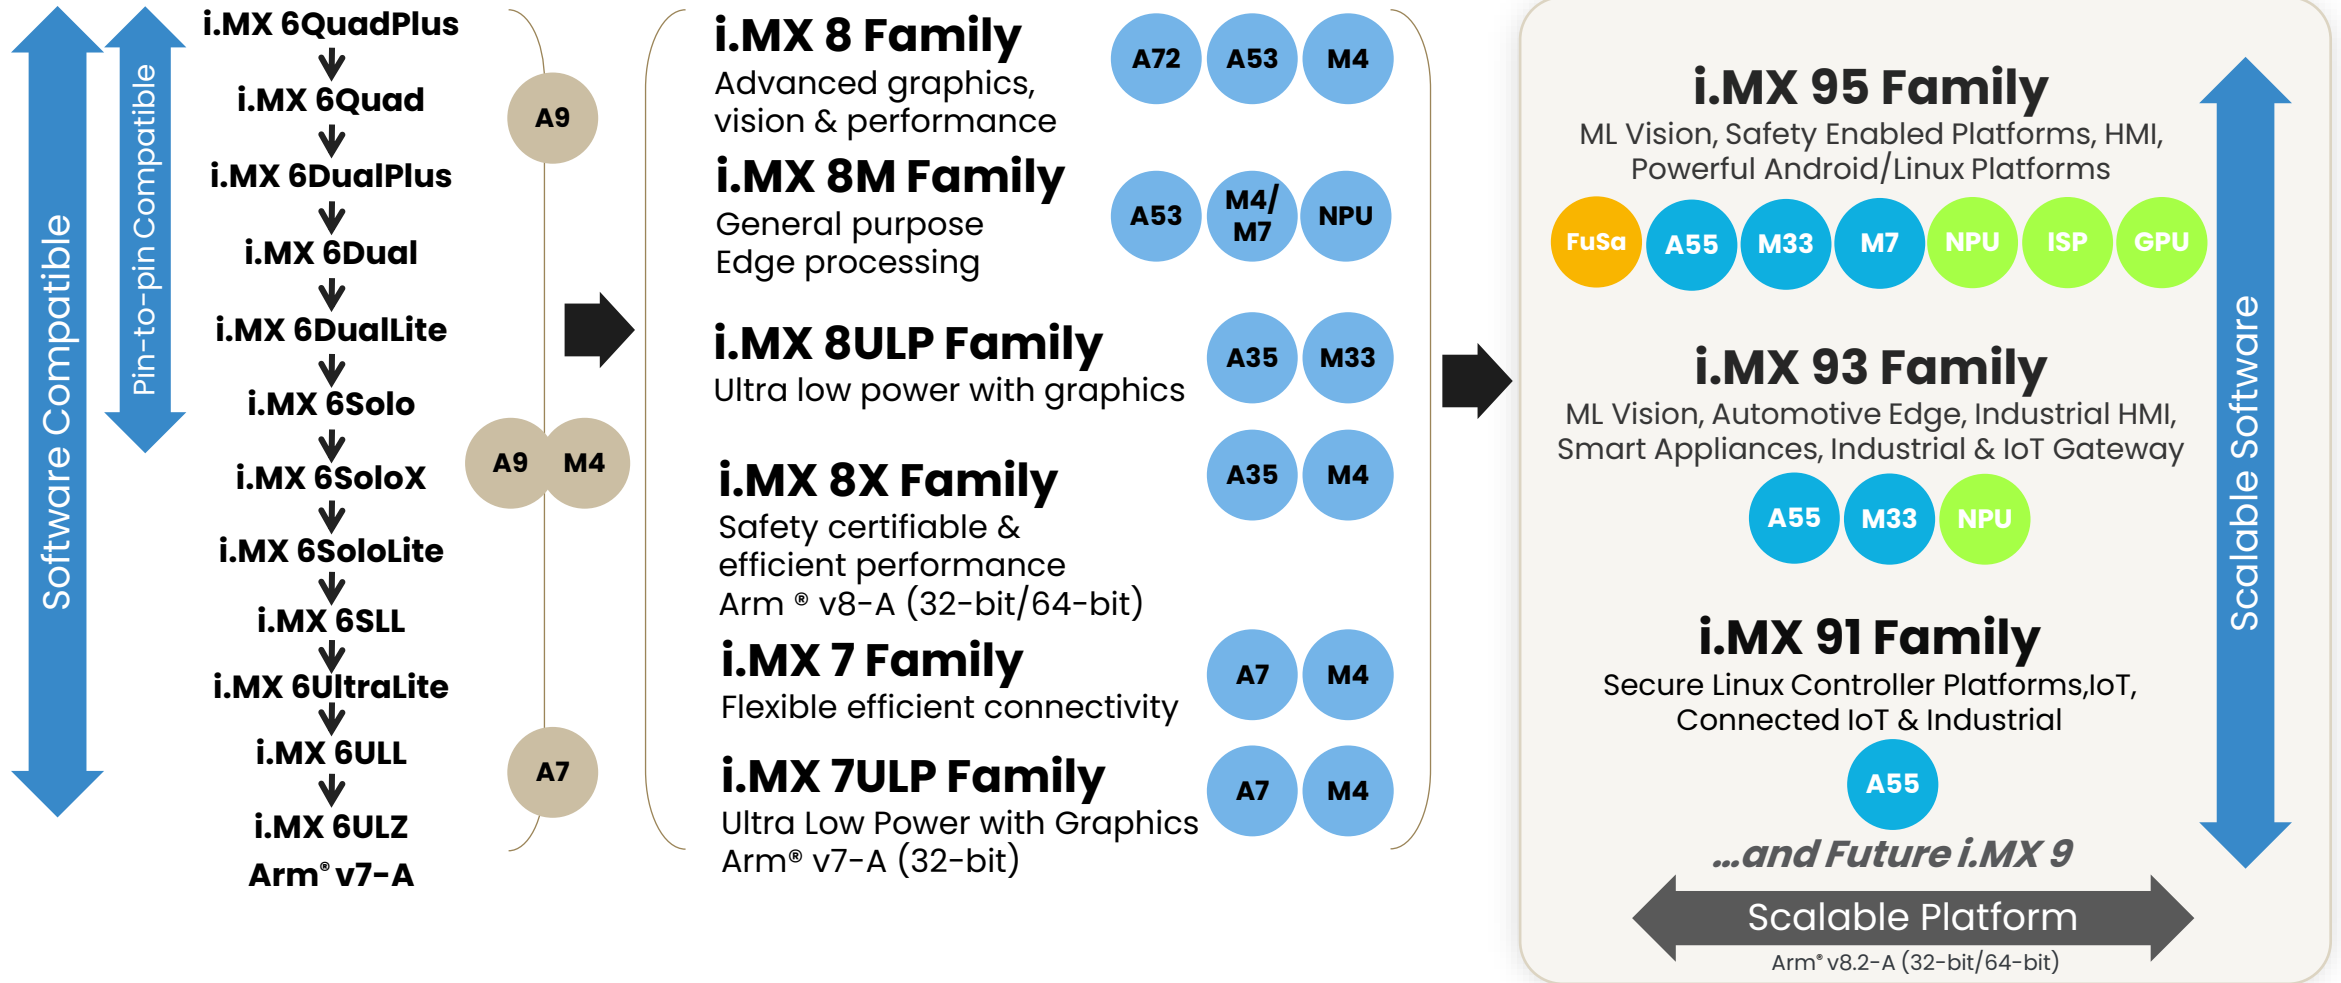 Software Compatible
Pin-to-pin Compatible
i.MX 6QuadPlus
i.MX 6Quad
i.MX 6DualPlus
i.MX 6Dual
i.MX 6DualLite
i.MX 6Solo
i.MX 6SoloX
i.MX 6SoloLite
i.MX 6SLL
i.MX 6UltraLite
i.MX 6ULL
i.MX 6ULZ
Arm® v7-A
A9
A9 M4
A7
i.MX 8 Family
Advanced graphics,
vision & performance
A72 A53 M4
i.MX 8M Family
General purpose
Edge processing
A53 M4/ M7 NPU
i.MX 8ULP Family
Ultra low power with graphics
A35 M33
i.MX 8X Family
Safety certifiable &
efficient performance
Arm ® v8-A (32-bit/64-bit)
A35 M4
i.MX 7 Family
Flexible efficient connectivity
A7 M4
i.MX 7ULP Family
Ultra Low Power with Graphics
Arm® v7-A (32-bit)
A7 M4
i.MX 95 Family
ML Vision, Safety Enabled Platforms, HMI,
Powerful Android/Linux Platforms
FuSa A55 M33 M7 NPU ISP GPU
i.MX 93 Family
ML Vision, Automotive Edge, Industrial HMI,
Smart Appliances, Industrial & IoT Gateway
A55 M33 NPU
i.MX 91 Family
Secure Linux Controller Platforms,IoT,
Connected IoT & Industrial
A55
...and Future i.MX 9
Scalable Platform
Arm® v8.2-A (32-bit/64-bit)
Scalable Software